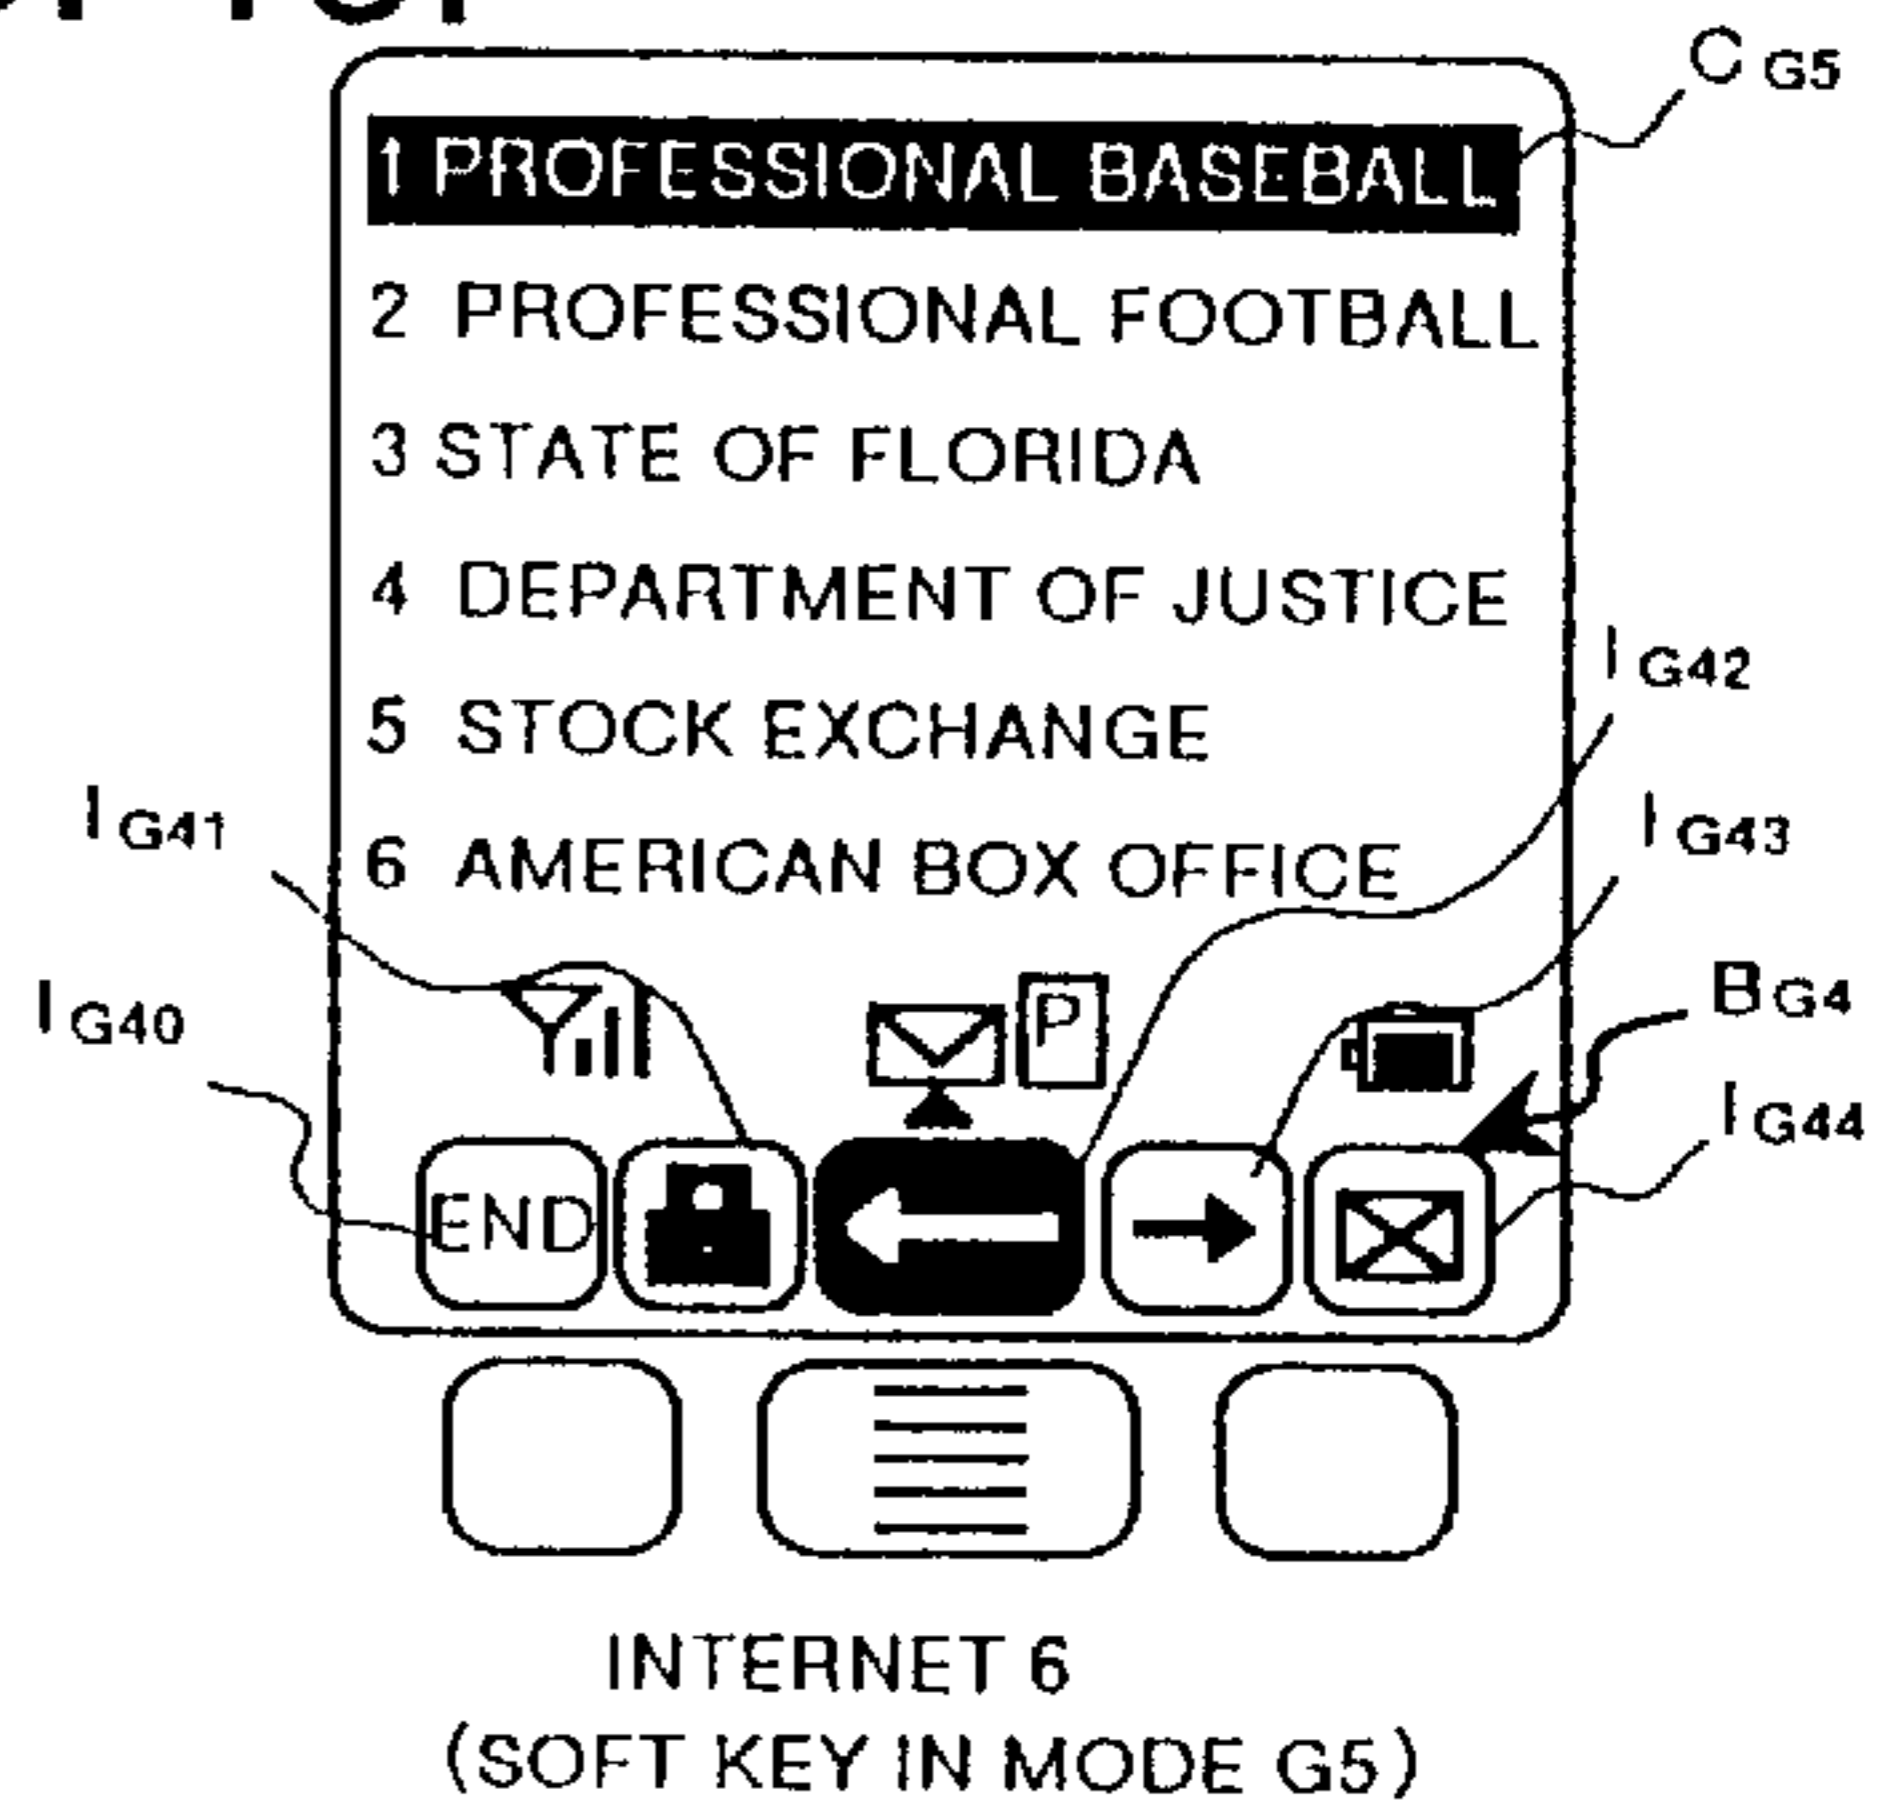 C G5
1 PROFESSIONAL BASEBALL
2 PROFESSIONAL FOOTBALL
3 STATE OF FLORIDA
4 DEPARTMENT OF JUSTICE
I G42
5 STOCK EXCHANGE
I G41
I G43
6 AMERICAN BOX OFFICE
I G40
P
B G4
I G44
END
INTERNET 6
(SOFT KEY IN MODE G5)